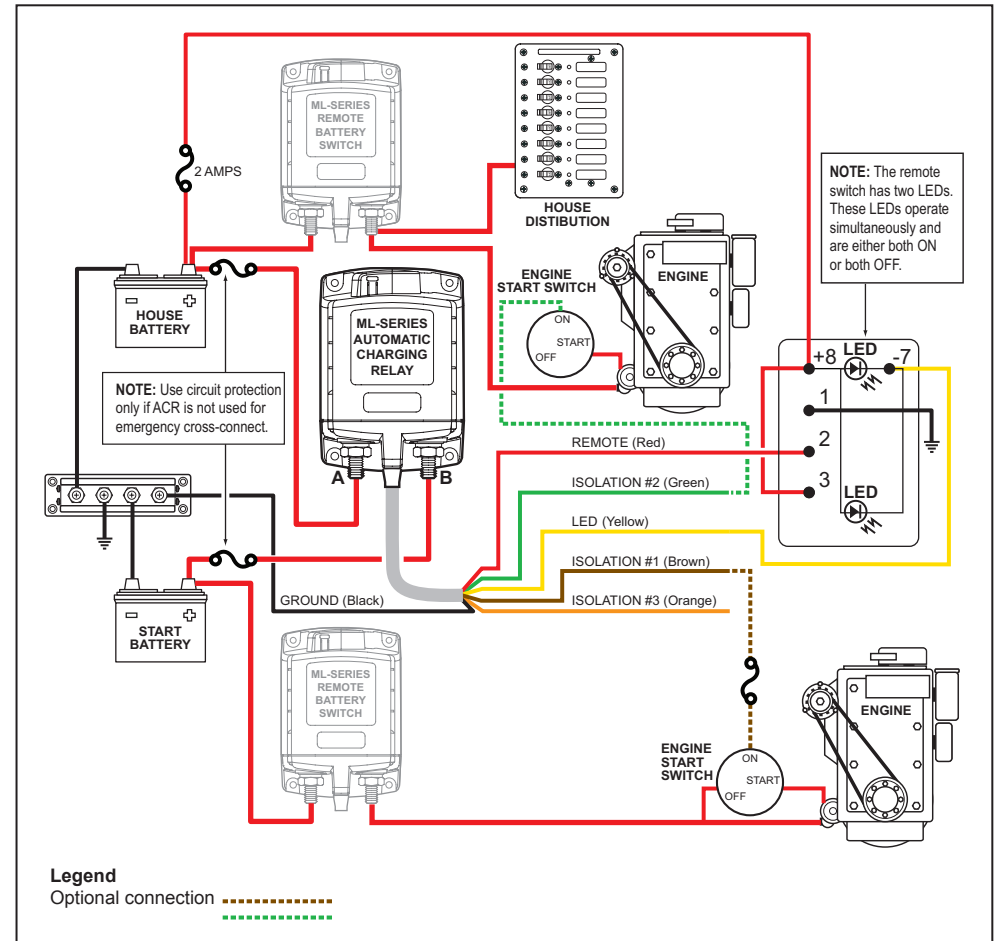 ML-SERIES
REMOTE
BATTERY
SWITCH
2 AMPS
HOUSE
DISTIBUTION
NOTE: The remote
switch has two LEDs.
These LEDs operate
simultaneously and
are either both ON
or both OFF.
ENGINE
ENGINE
START SWITCH
ON
START
OFF
HOUSE
BATTERY
ML-SERIES
AUTOMATIC
CHARGING
RELAY
NOTE: Use circuit protection
only if ACR is not used for
emergency cross-connect.
A
B
+8
LED
-7
1
2
3
LED
REMOTE (Red)
ISOLATION #2 (Green)
LED (Yellow)
ISOLATION #1 (Brown)
ISOLATION #3 (Orange)
GROUND (Black)
START
BATTERY
ML-SERIES
REMOTE
BATTERY
SWITCH
ENGINE
START
SWITCH
ON
START
OFF
ENGINE
Legend
Optional connection